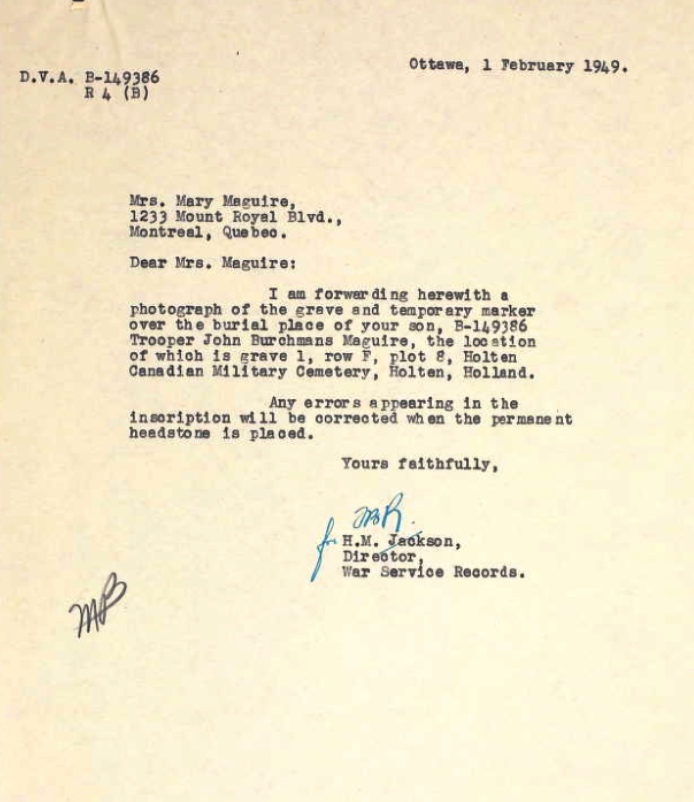 Ottawa, 1 February 1949.
D.V.A. B-149386
R 4 (B)
Mrs. Mary Maguire,
1233 Mount Royal Blvd.,
Montreal, Quebec.
Dear Mrs. Maguire:
I am forwarding herewith a
photograph of the grave and temporary marker
over the burial place of your son, B-149386
Trooper John Burchmans Maguire, the location
of which is grave 1, row F, plot 8, Holten
Canadian Military Cemetery, Holten, Holland.
Any errors appearing in the
inscription will be corrected when the permanent
headstone is placed.
Yours faithfully,
for H.M. Jackson,
Director,
War Service Records.